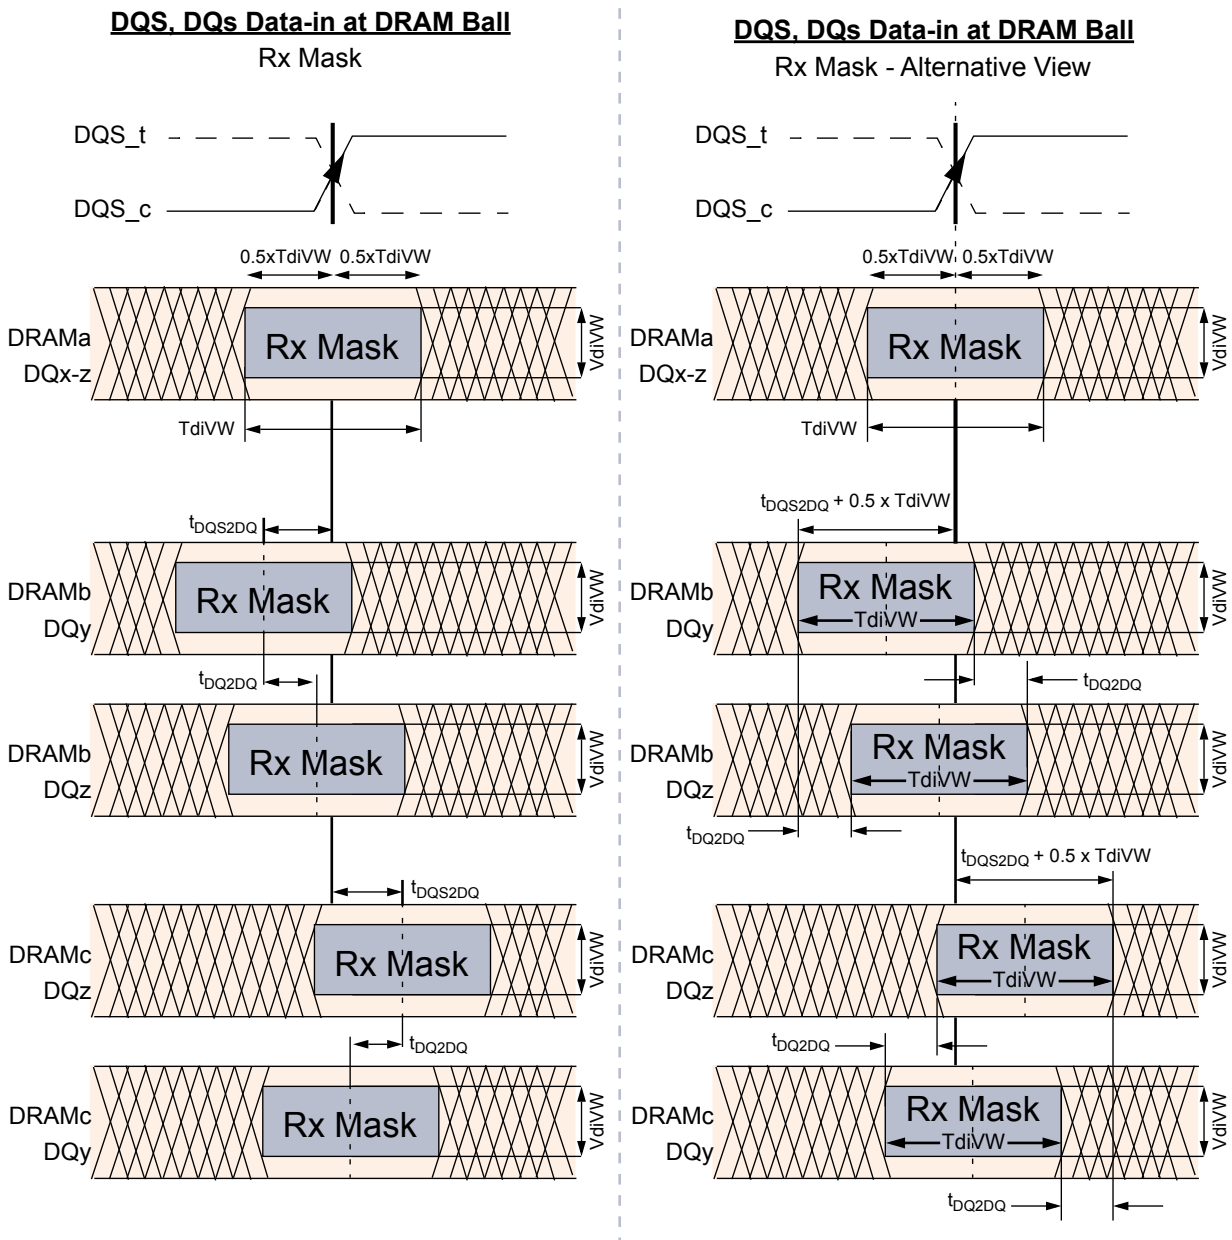 DQS, DQs Data-in at DRAM Ball
Rx Mask
DQS_t
DQS_c
0.5xTdiVW 0.5xTdiVW
DRAMa
DQx-z
Rx Mask
VdiVW
TdiVW
tDQS2DQ
DRAMb
DQy
Rx Mask
VdiVW
tDQ2DQ
DRAMb
DQz
Rx Mask
VdiVW
tDQS2DQ
DRAMc
DQz
Rx Mask
VdiVW
tDQ2DQ
DRAMc
DQy
Rx Mask
VdiVW
DQS, DQs Data-in at DRAM Ball
Rx Mask - Alternative View
DQS_t
DQS_c
0.5xTdiVW 0.5xTdiVW
DRAMa
DQx-z
Rx Mask
VdiVW
TdiVW
tDQS2DQ + 0.5 x TdiVW
DRAMb
DQy
Rx Mask
TdiVW
VdiVW
tDQ2DQ
DRAMb
DQz
Rx Mask
TdiVW
VdiVW
tDQ2DQ
tDQS2DQ + 0.5 x TdiVW
DRAMc
DQz
Rx Mask
TdiVW
VdiVW
tDQ2DQ
DRAMc
DQy
Rx Mask
TdiVW
VdiVW
tDQ2DQ